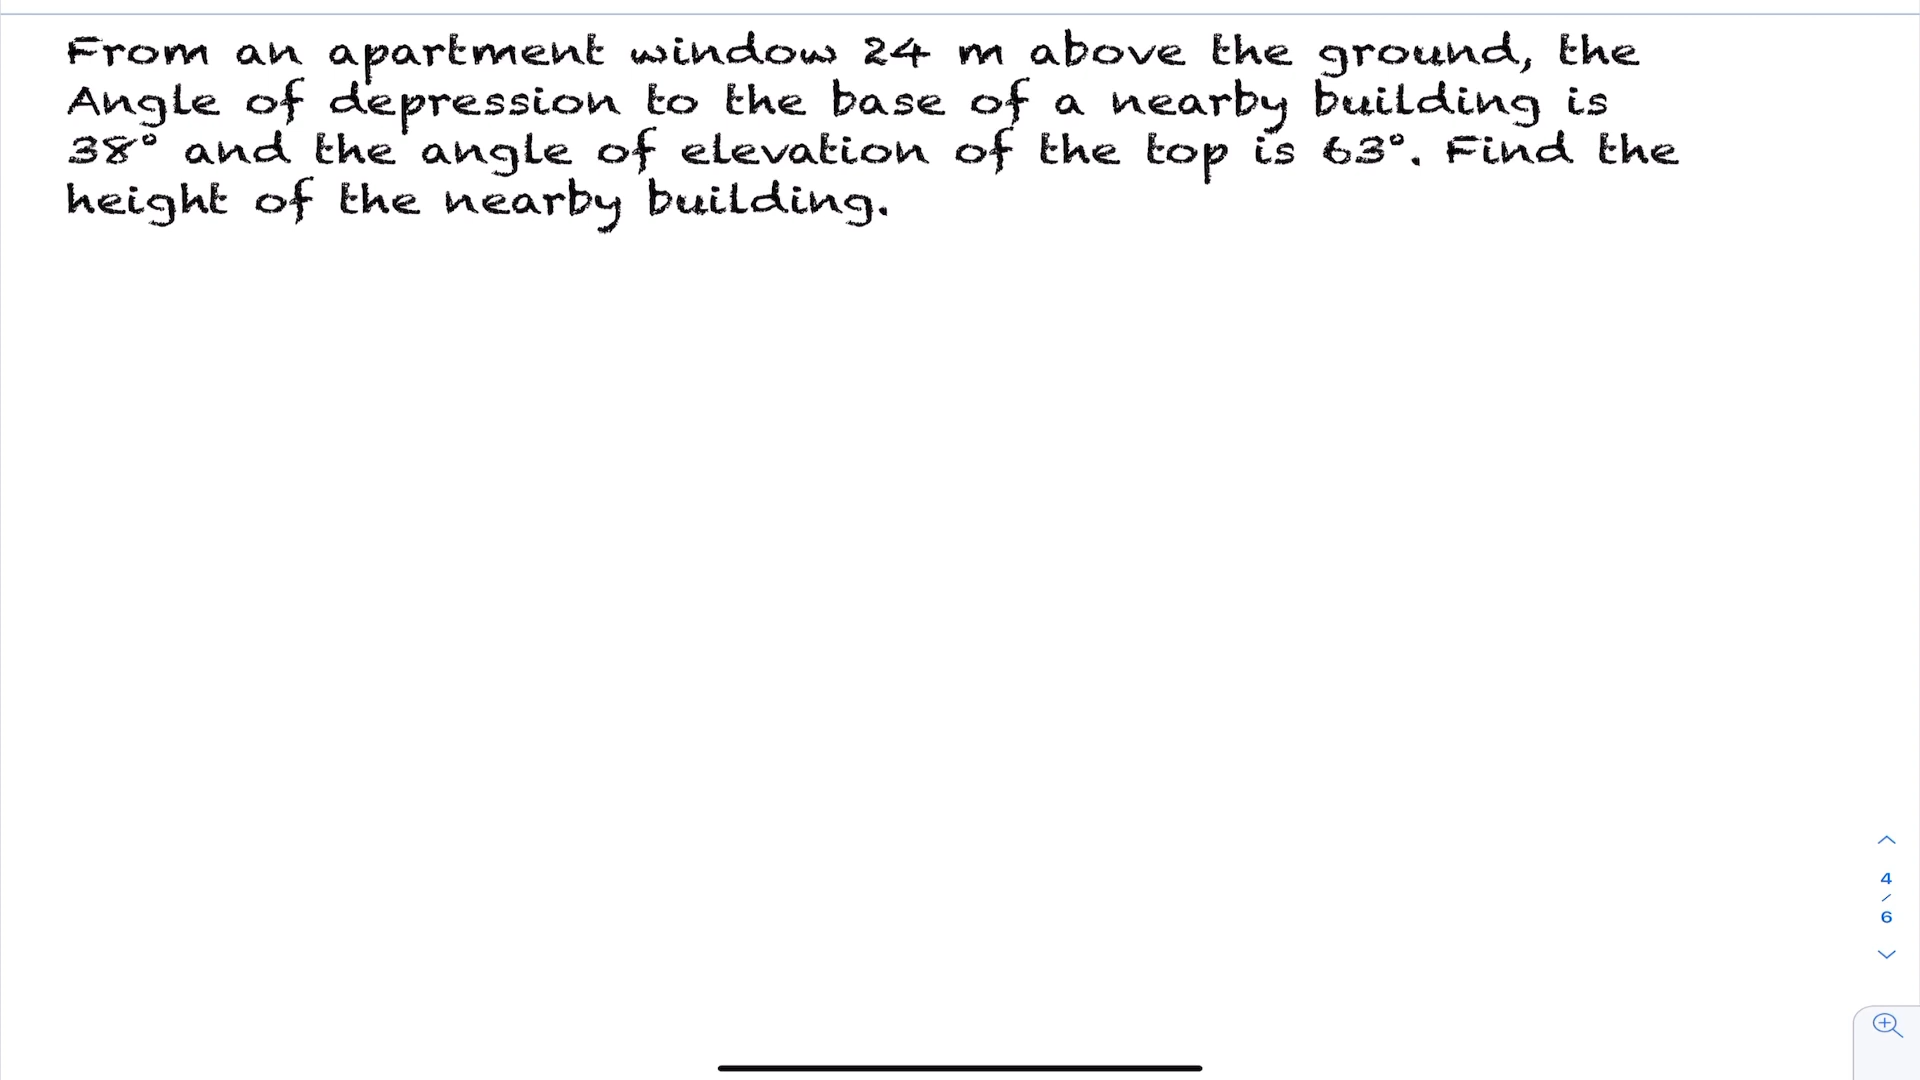 From an apartment window 24 m above the ground, the
Angle of depression to the base of a nearby building is
38° and the angle of elevation of the top is 63°. Find the
height of the nearby building.
4
/
6